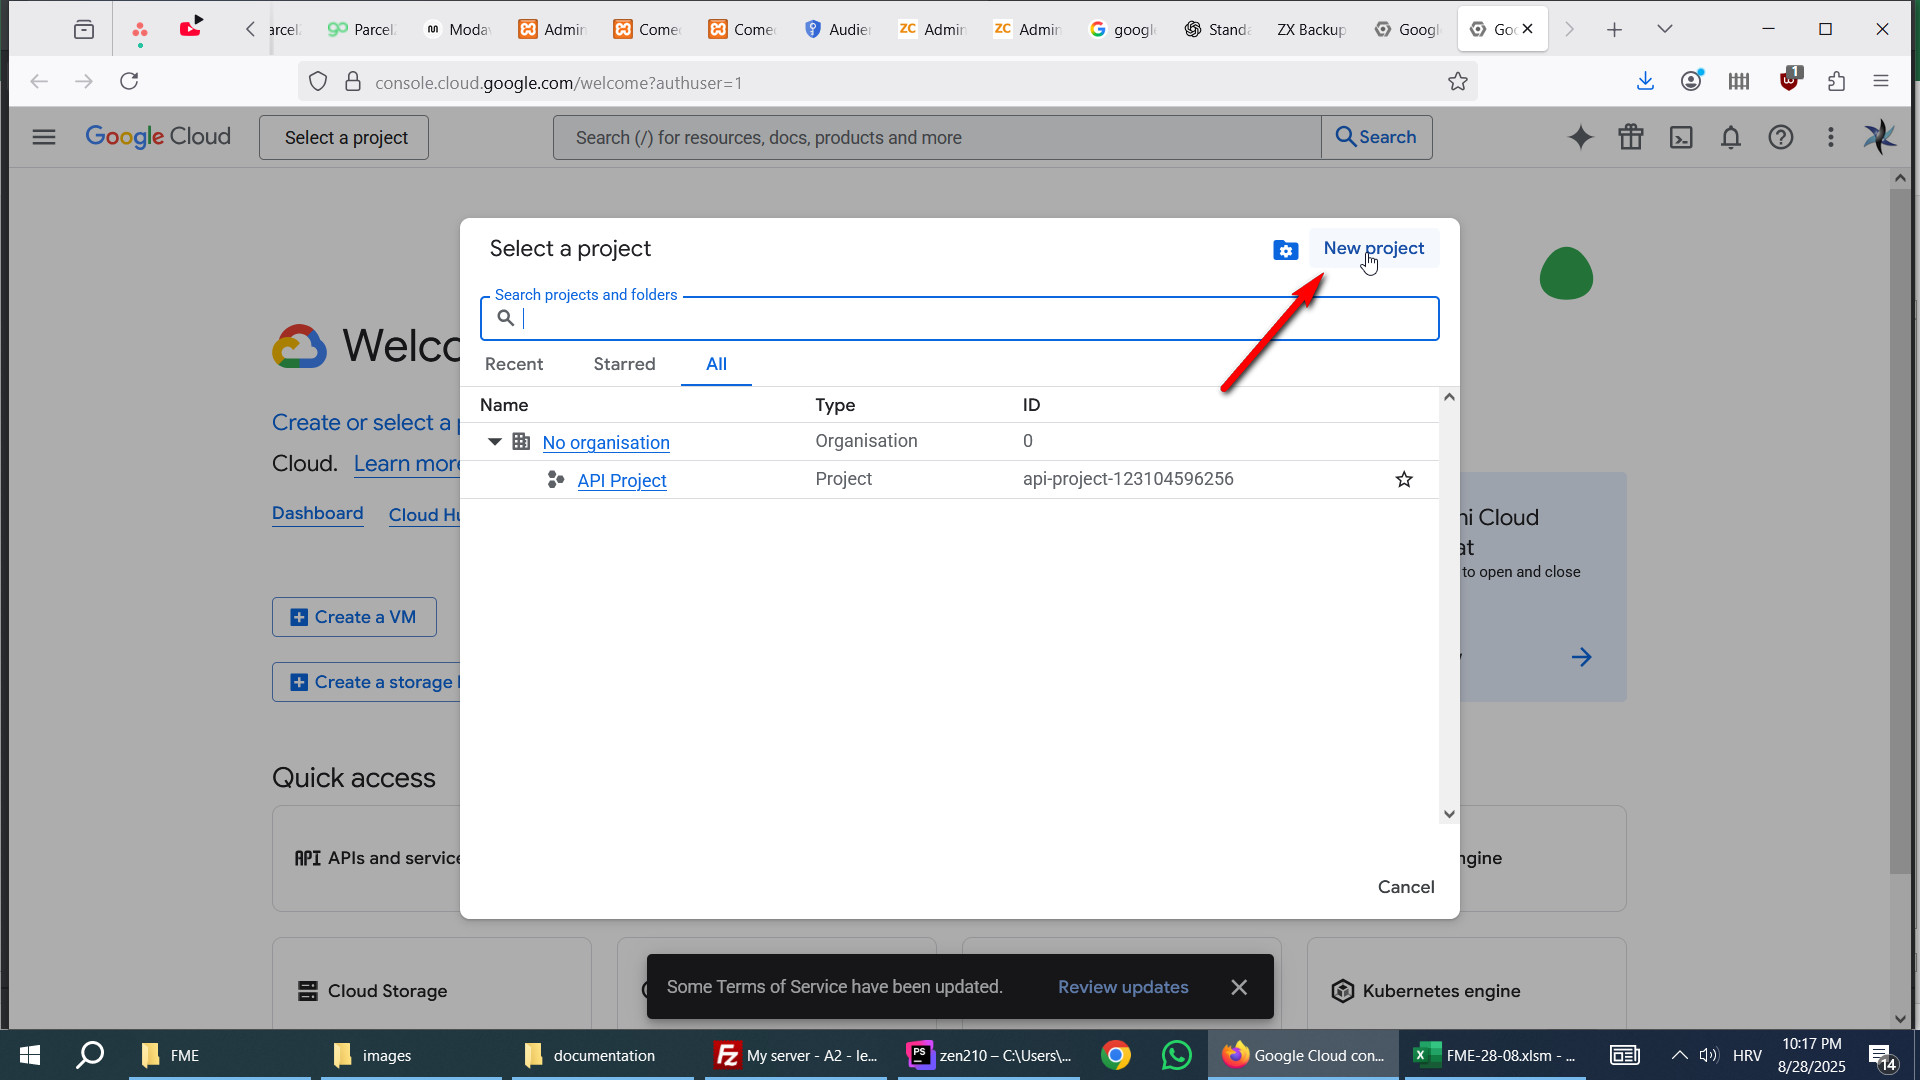 arcel
Parcel
Moda
Admin
Come
Come
Audie
ZC Admin
ZC Admin
google
Standa
ZX Backup
Googl
Goo
console.cloud.google.com/welcome?authuser=1
1
Google Cloud
Select a project
Search (/) for resources, docs, products and more
Search
Select a project
New project
Search projects and folders
Welco
Recent
Starred
All
Name
Type
ID
Create or select a p
No organisation
Organisation
0
Cloud. Learn more
API Project
Project
api-project-123104596256
Dashboard
Cloud Hu
ni Cloud
at
to open and close
Create a VM
Create a storage
Quick access
API APIs and service
ngine
Cancel
Some Terms of Service have been updated.
Review updates
Cloud Storage
Kubernetes engine
FME
images
documentation
My server - A2 - le...
PS zen210 – C:\Users\...
Google Cloud con...
FME-28-08.xlsm - ...
HRV
10:17 PM
8/28/2025
14